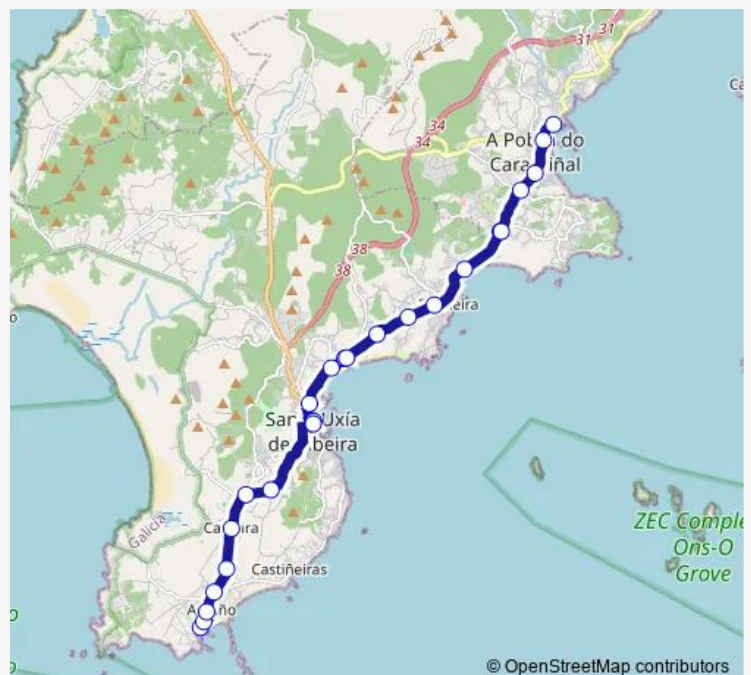 31
31
34
34
A Pobra do
Caramiñal
38
38
Santa Uxía
de Ribeira
Galicia
Castiñeiras
ZEC Comple
Ons-O
Grove
© OpenStreetMap contributors